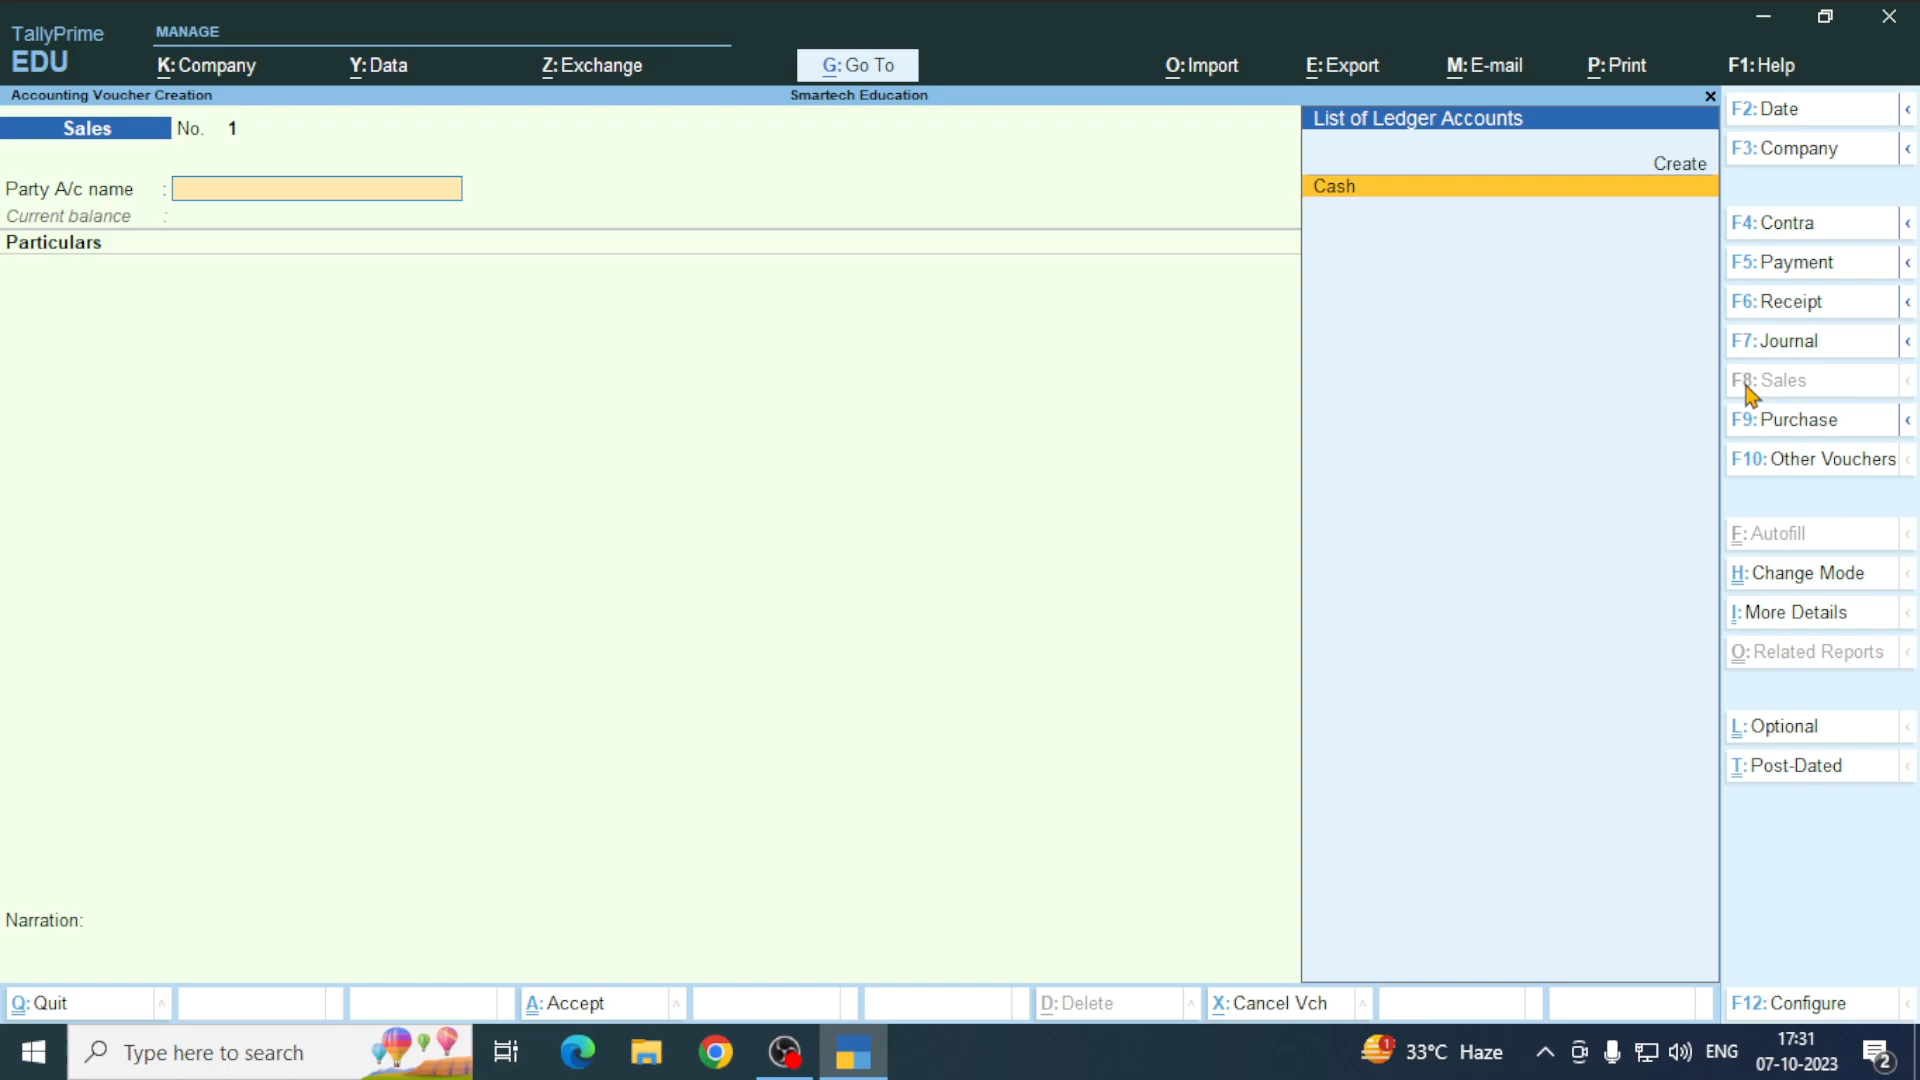 TallyPrime
EDU
MANAGE
K: Company
Y: Data
Z: Exchange
G: Go To
O: Import
E: Export
M: E-mail
P: Print
F1: Help
Accounting Voucher Creation
Smartech Education
Sales No. 1
Party A/c name :
Current balance :
Particulars
Narration:
List of Ledger Accounts
Create
Cash
F2: Date
F3: Company
F4: Contra
F5: Payment
F6: Receipt
F7: Journal
F8: Sales
F9: Purchase
F10: Other Vouchers
F: Autofill
H: Change Mode
I: More Details
O: Related Reports
L: Optional
T: Post-Dated
F12: Configure
Q: Quit
A: Accept
D: Delete
X: Cancel Vch
Type here to search
1
33°C Haze
ENG
17:31
07-10-2023
2